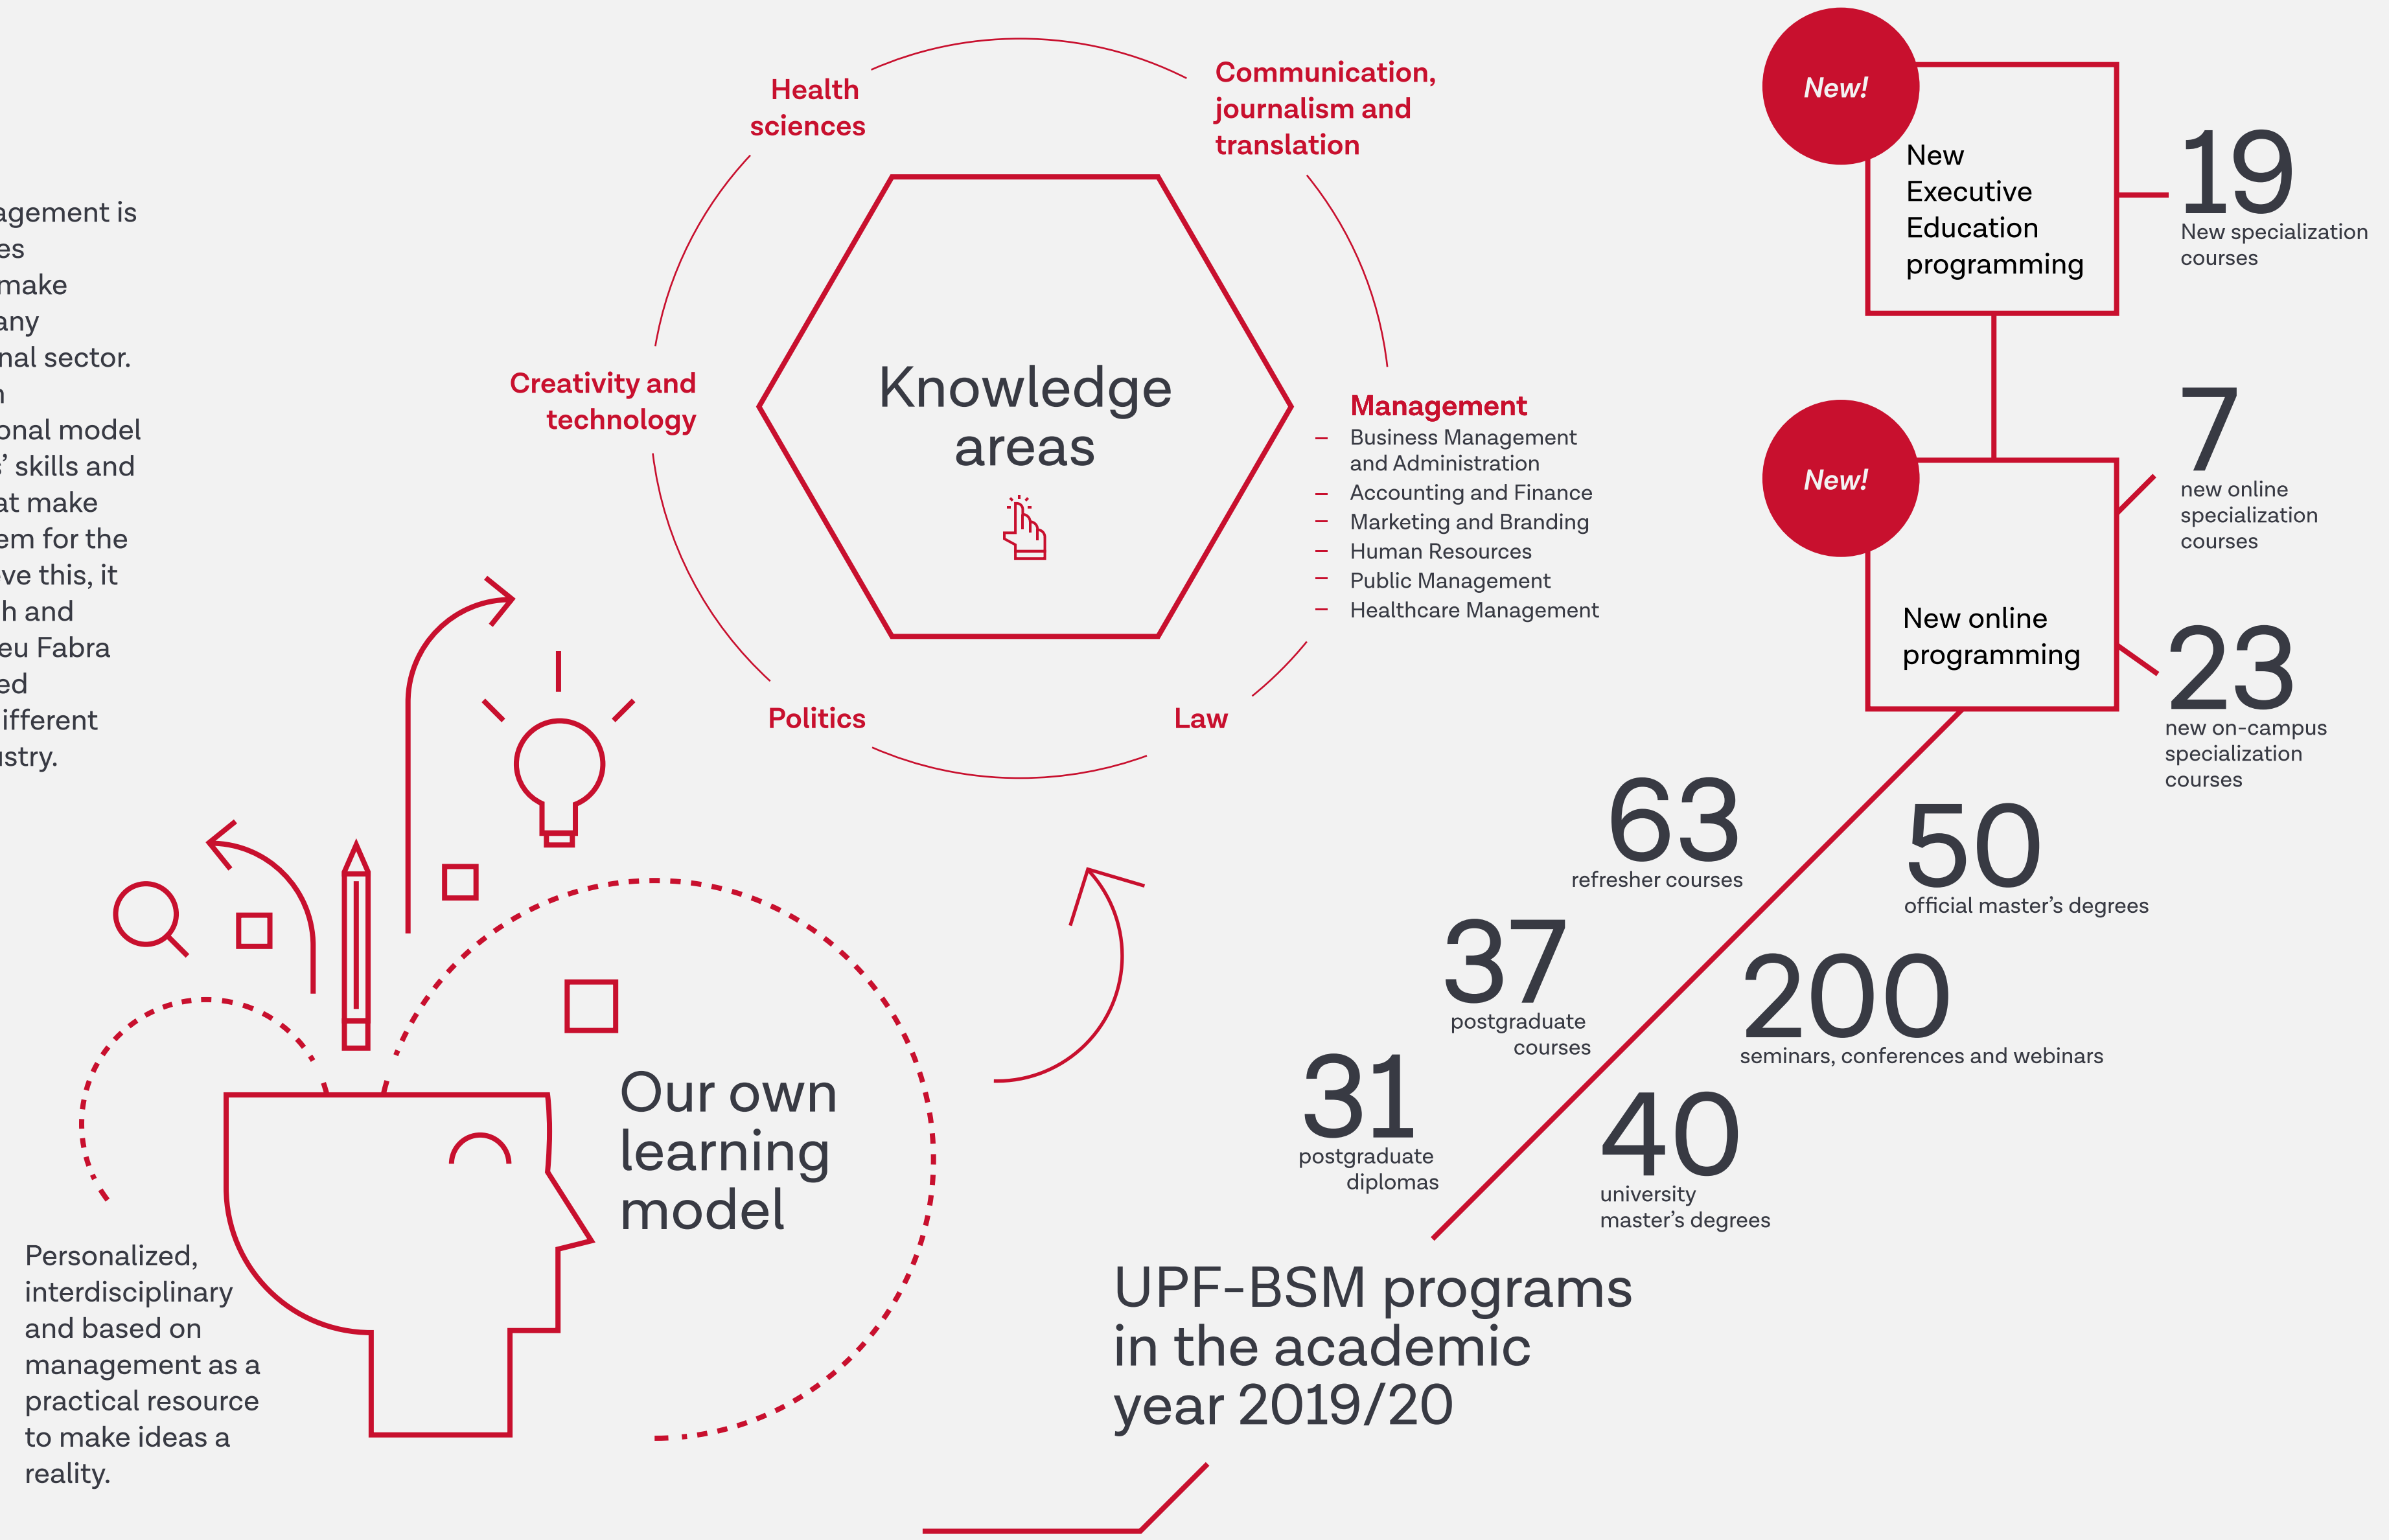 agement is
es
make
any
nal sector.
n
onal model
s’ skills and
at make
em for the
ve this, it
h and
eu Fabra
ed
ifferent
stry.
Health
sciences
Communication,
journalism and
translation
Creativity and
technology
Knowledge
areas
Management
– Business Management
and Administration
– Accounting and Finance
– Marketing and Branding
– Human Resources
– Public Management
– Healthcare Management
Politics
Law
New!
New
Executive
Education
programming
19
New specialization
courses
New!
New online
programming
7
new online
specialization
courses
23
new on-campus
specialization
courses
63
refresher courses
50
official master’s degrees
37
postgraduate
courses
200
seminars, conferences and webinars
31
postgraduate
diplomas
40
university
master’s degrees
UPF-BSM programs
in the academic
year 2019/20
Our own
learning
model
Personalized,
interdisciplinary
and based on
management as a
practical resource
to make ideas a
reality.